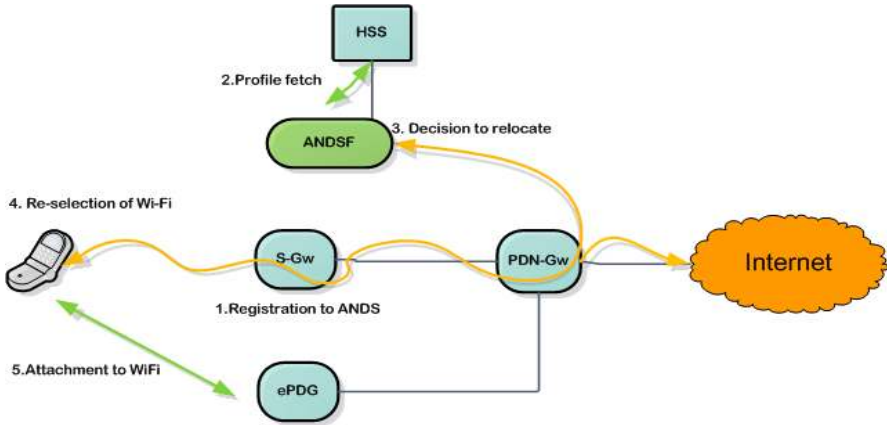 HSS
2.Profile fetch
ANDSF
3. Decision to relocate
4. Re-selection of Wi-Fi
S-Gw
PDN-Gw
Internet
1.Registration to ANDS
5.Attachment to WiFi
ePDG